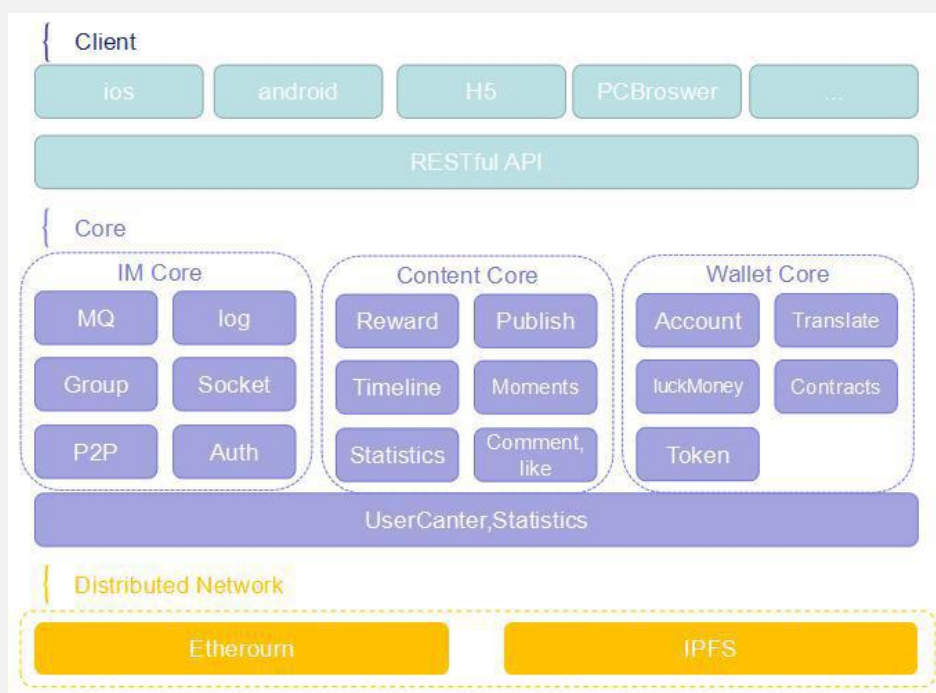 Client
ios android H5 PCBroswer ...
RESTful API
Core
IM Core Content Core Wallet Core
MQ log Reward Publish Account Translate
Group Socket Timeline Moments luckMoney Contracts
P2P Auth Statistics Comment, like Token
UserCanter,Statistics
Distributed Network
Etherourn IPFS